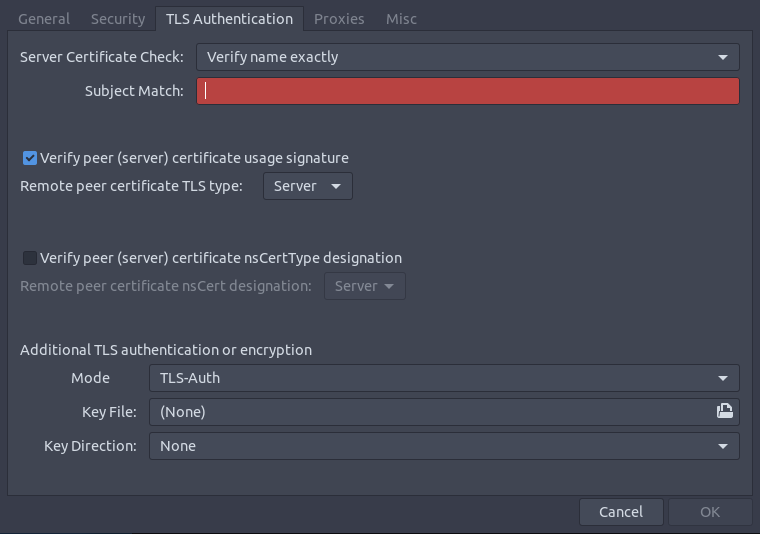 General Security TLS Authentication Proxies Misc
Server Certificate Check: Verify name exactly
Subject Match:
Verify peer (server) certificate usage signature
Remote peer certificate TLS type: Server
Verify peer (server) certificate nsCertType designation
Remote peer certificate nsCert designation: Server
Additional TLS authentication or encryption
Mode TLS-Auth
Key File: (None)
Key Direction: None
Cancel OK